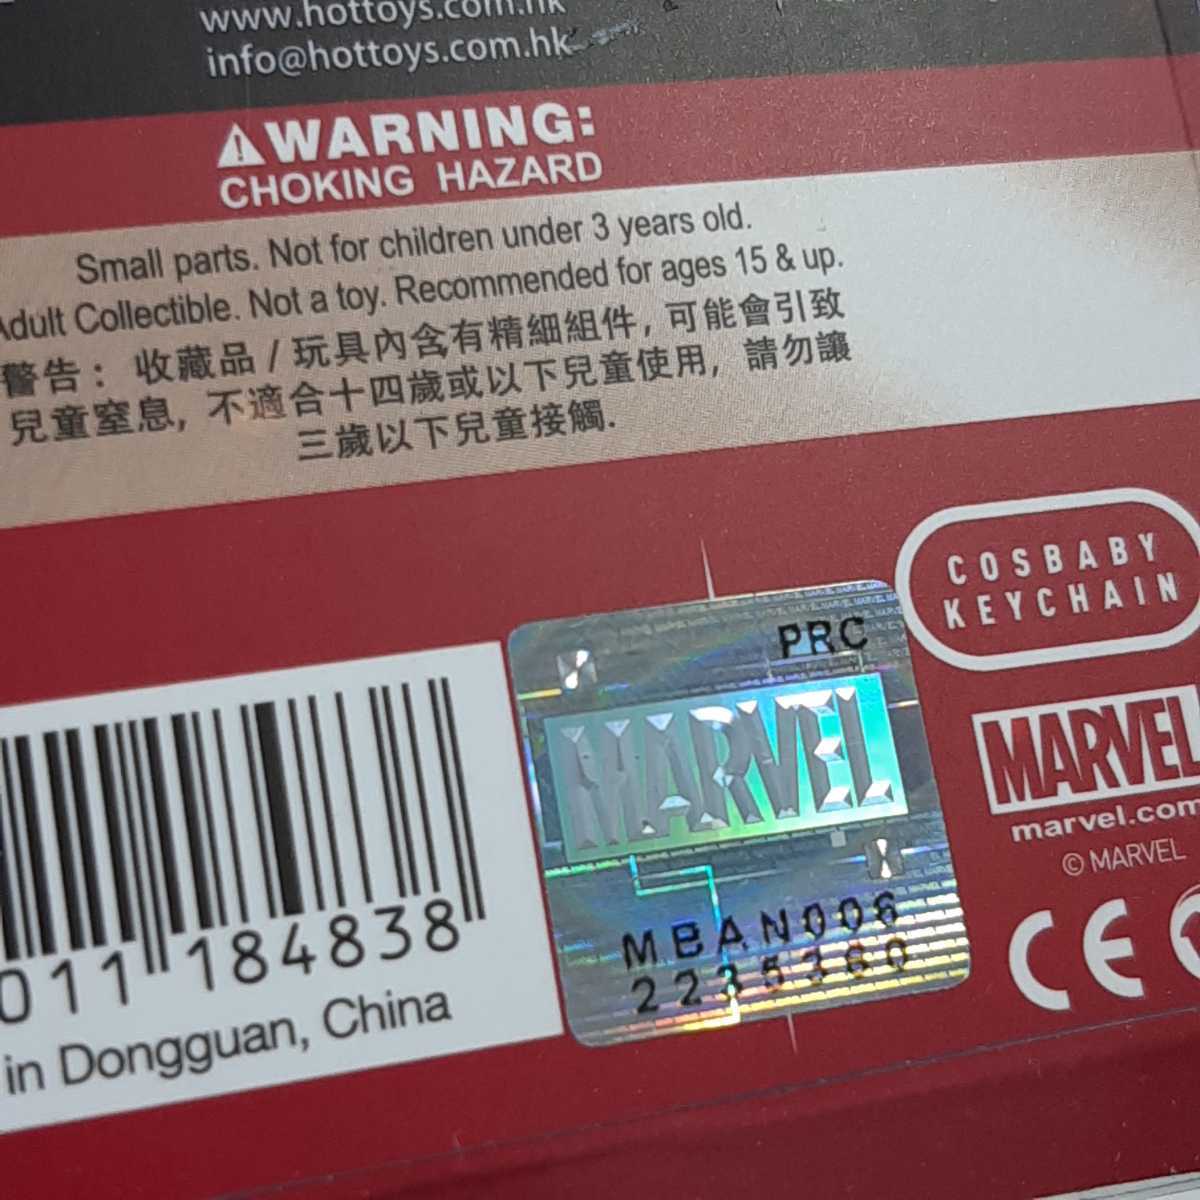 www.hottoys.com.hk
info@hottoys.com.hk
WARNING:
CHOKING HAZARD
Small parts. Not for children under 3 years old.
Adult Collectible. Not a toy. Recommended for ages 15 & up.
警告：收藏品 / 玩具內含有精細組件, 可能會引致
兒童窒息, 不適合十四歲或以下兒童使用, 請勿讓
三歲以下兒童接觸.
COSBABY
KEYCHAIN
PRC
MARVEL
MBAN006
2235360
MARVEL
marvel.com
© MARVEL
CE
011184838
in Dongguan, China